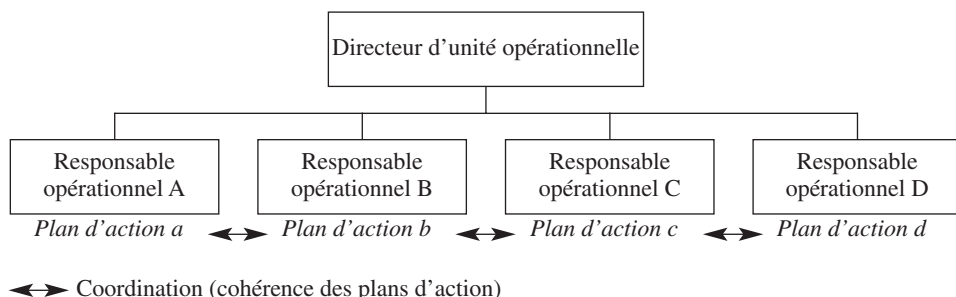 Directeur d’unité opérationnelle
Responsable
opérationnel A
Responsable
opérationnel B
Responsable
opérationnel C
Responsable
opérationnel D
Plan d’action a
Plan d’action b
Plan d’action c
Plan d’action d
Coordination (cohérence des plans d’action)